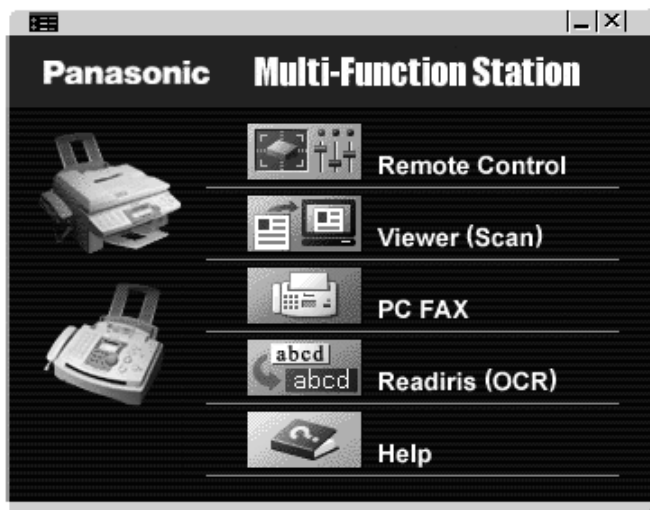 Panasonic Multi-Function Station
Remote Control
Viewer (Scan)
PC FAX
abcd
abcd
Readiris (OCR)
?
Help